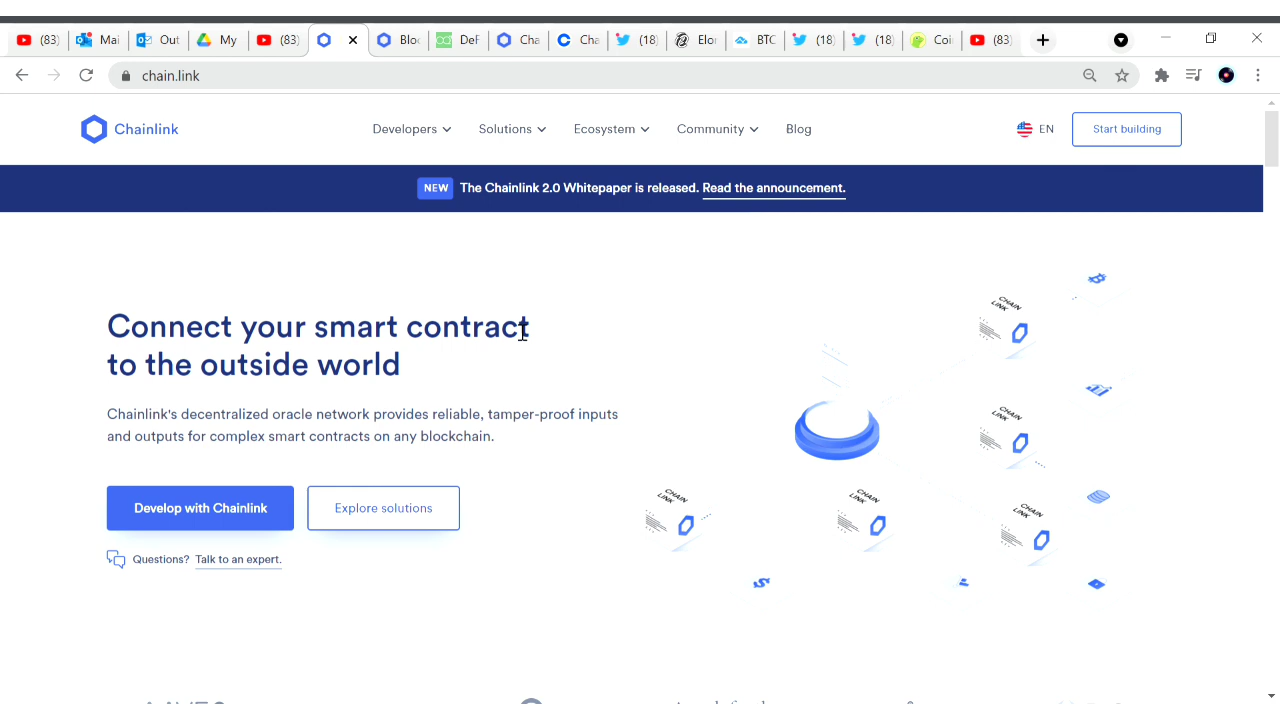 (83) Mai Out My (83) Bloc DeF Cha Cha (18) Elor BTC (18) (18) Coi (83)
chain.link
Chainlink Developers Solutions Ecosystem Community Blog EN Start building
NEW The Chainlink 2.0 Whitepaper is released. Read the announcement.
Connect your smart contract
to the outside world
Chainlink's decentralized oracle network provides reliable, tamper-proof inputs
and outputs for complex smart contracts on any blockchain.
Develop with Chainlink Explore solutions
Questions? Talk to an expert.
CHAIN
LINK
CHAIN
LINK
CHAIN
LINK
CHAIN
LINK
CHAIN
LINK